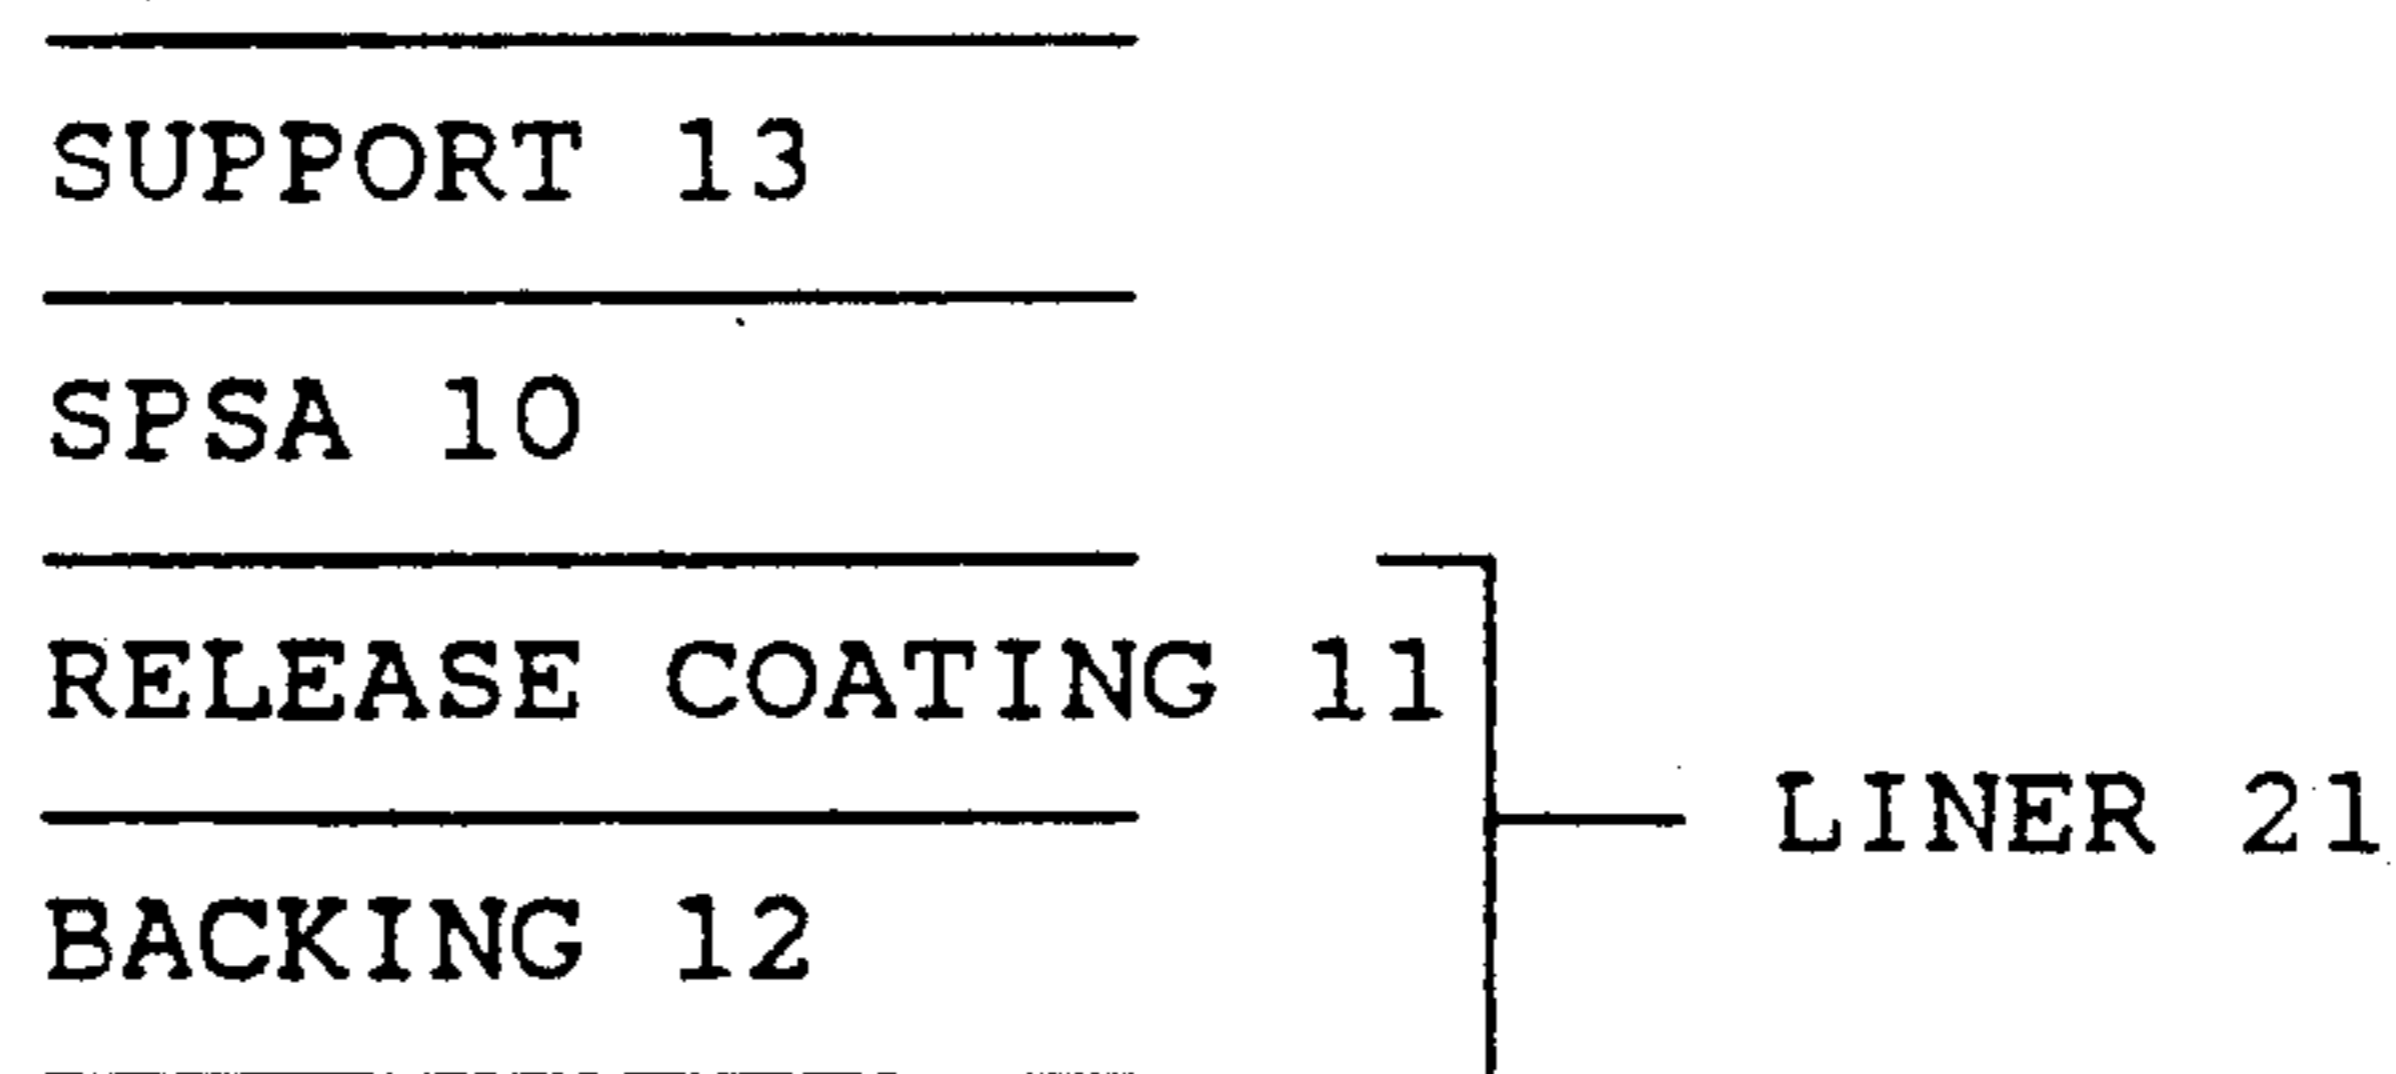 SUPPORT 13
SPSA 10
RELEASE COATING 11
LINER 21
BACKING 12